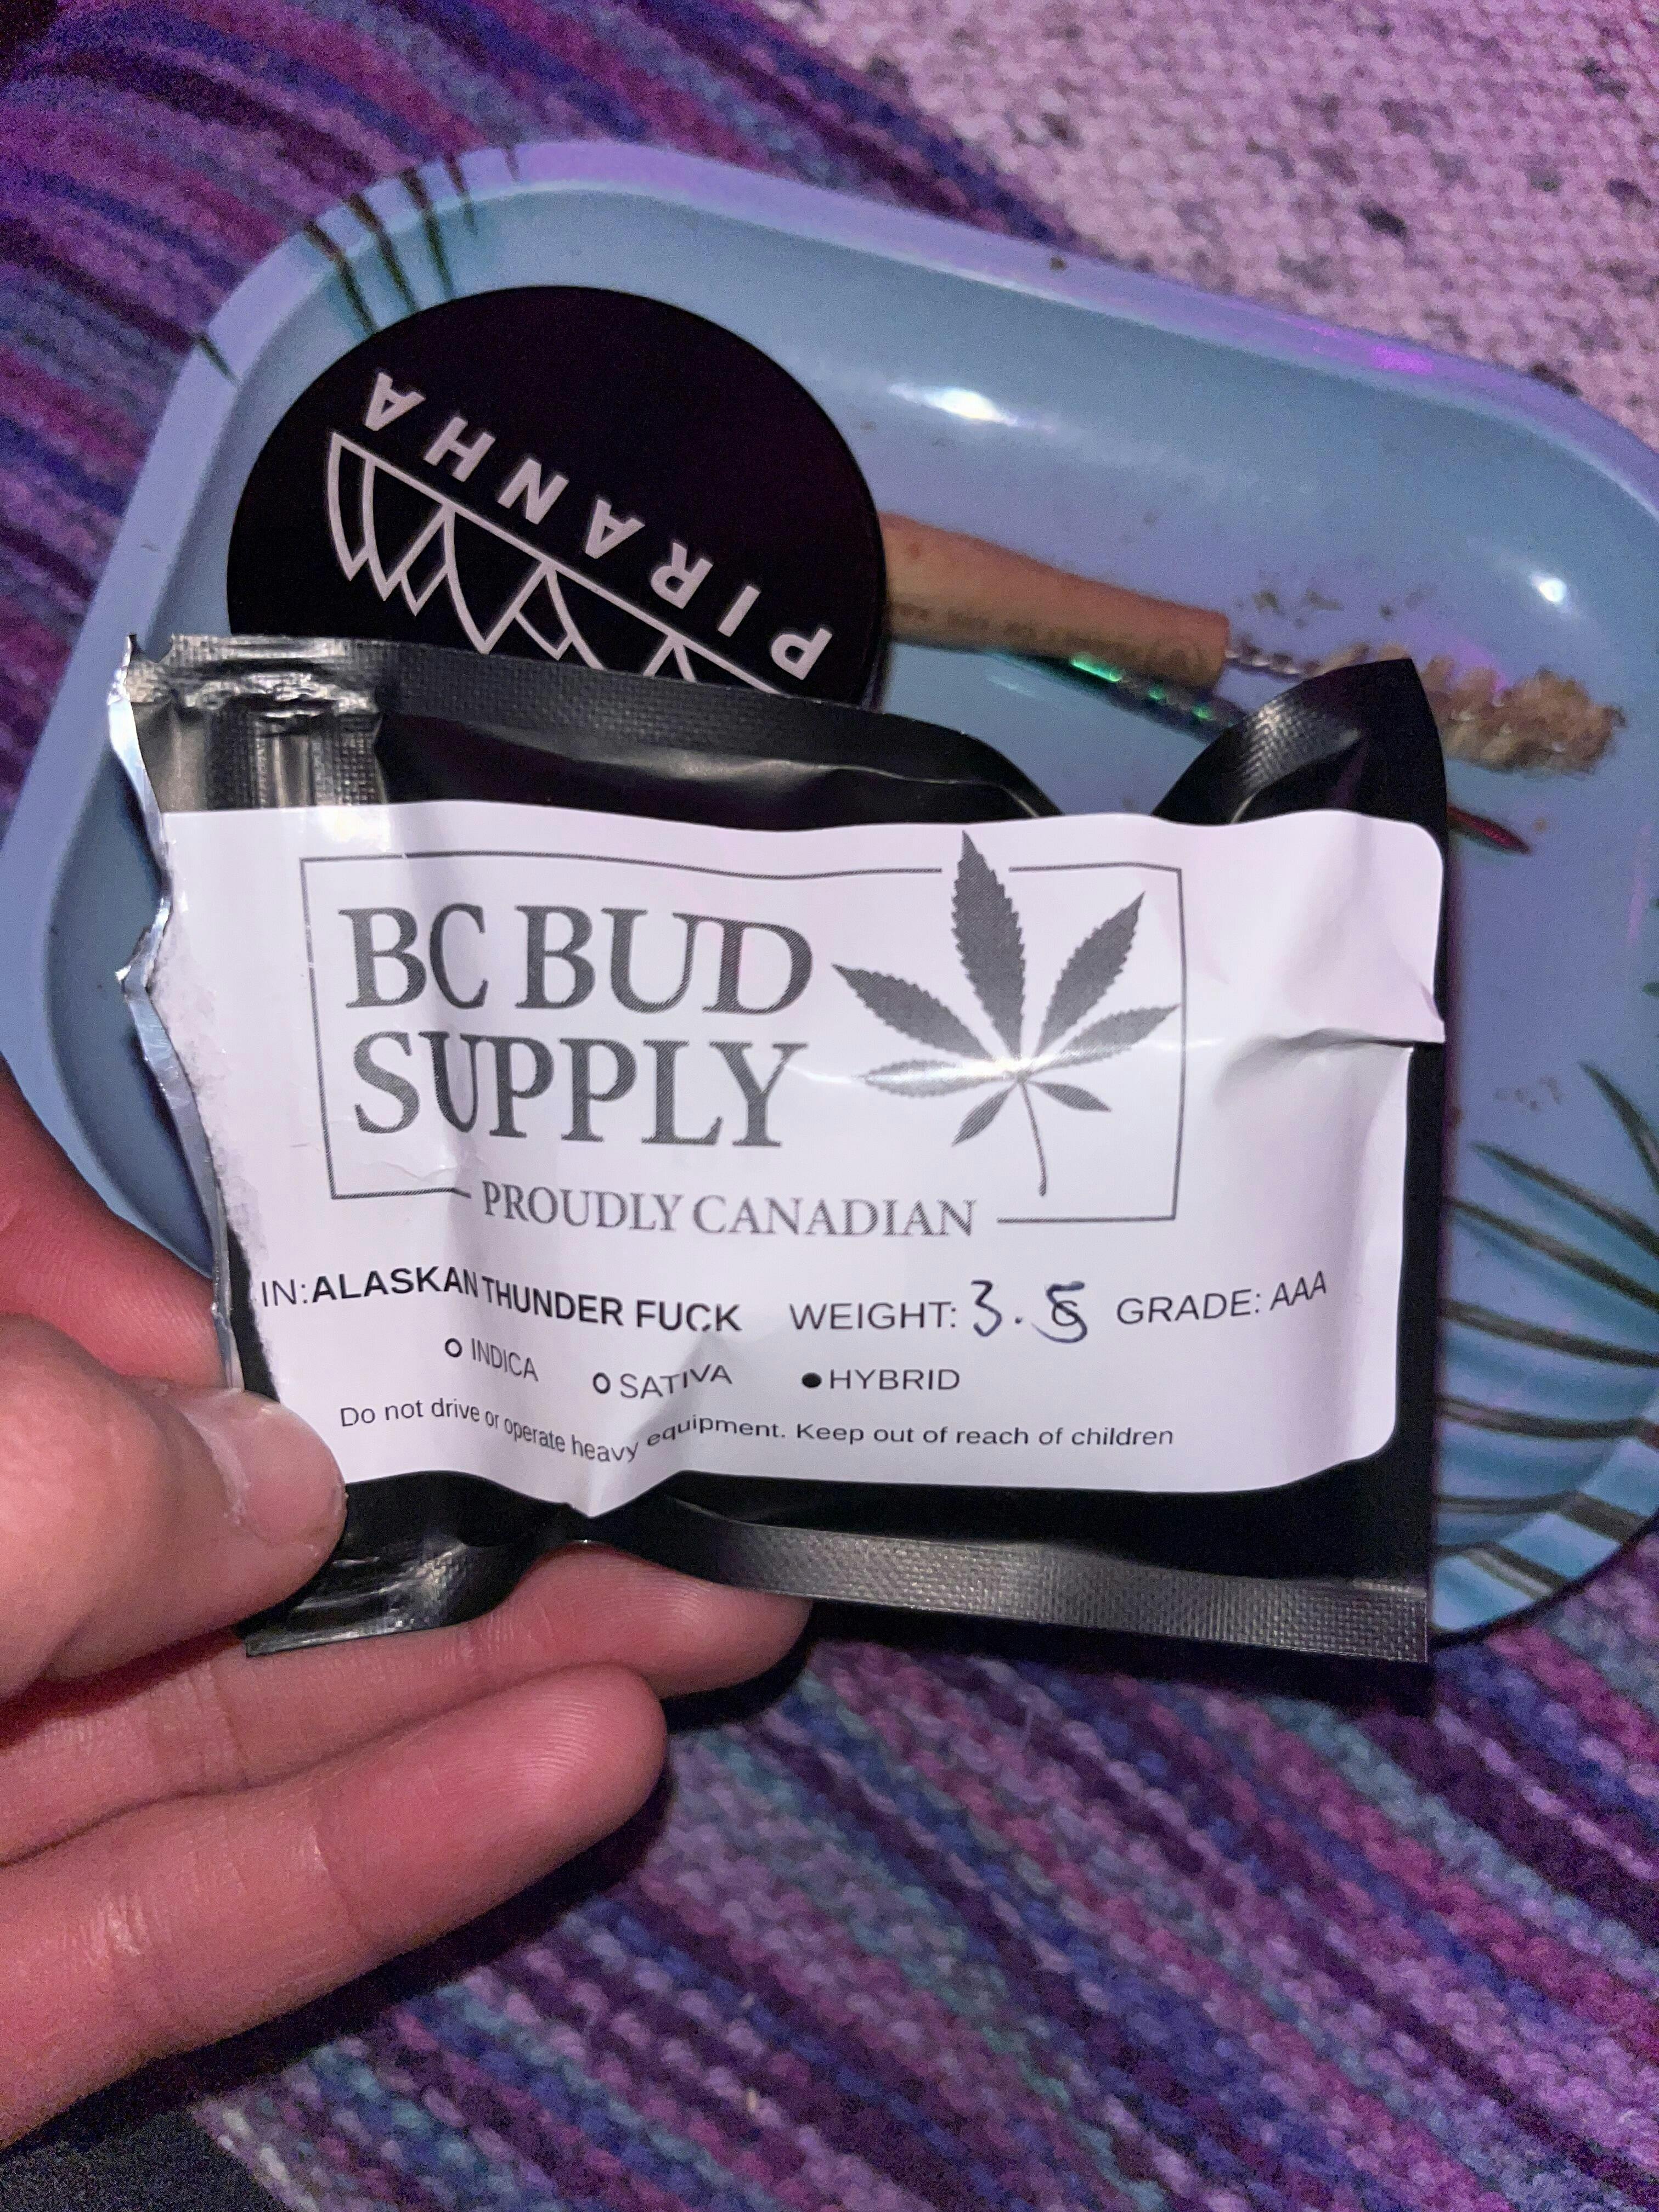 PIRANHA
BC BUD
SUPPLY
PROUDLY CANADIAN
IN: ALASKAN THUNDER FUCK WEIGHT: 3.5 GRADE: AAA
INDICA SATIVA HYBRID
Do not drive or operate heavy equipment. Keep out of reach of children